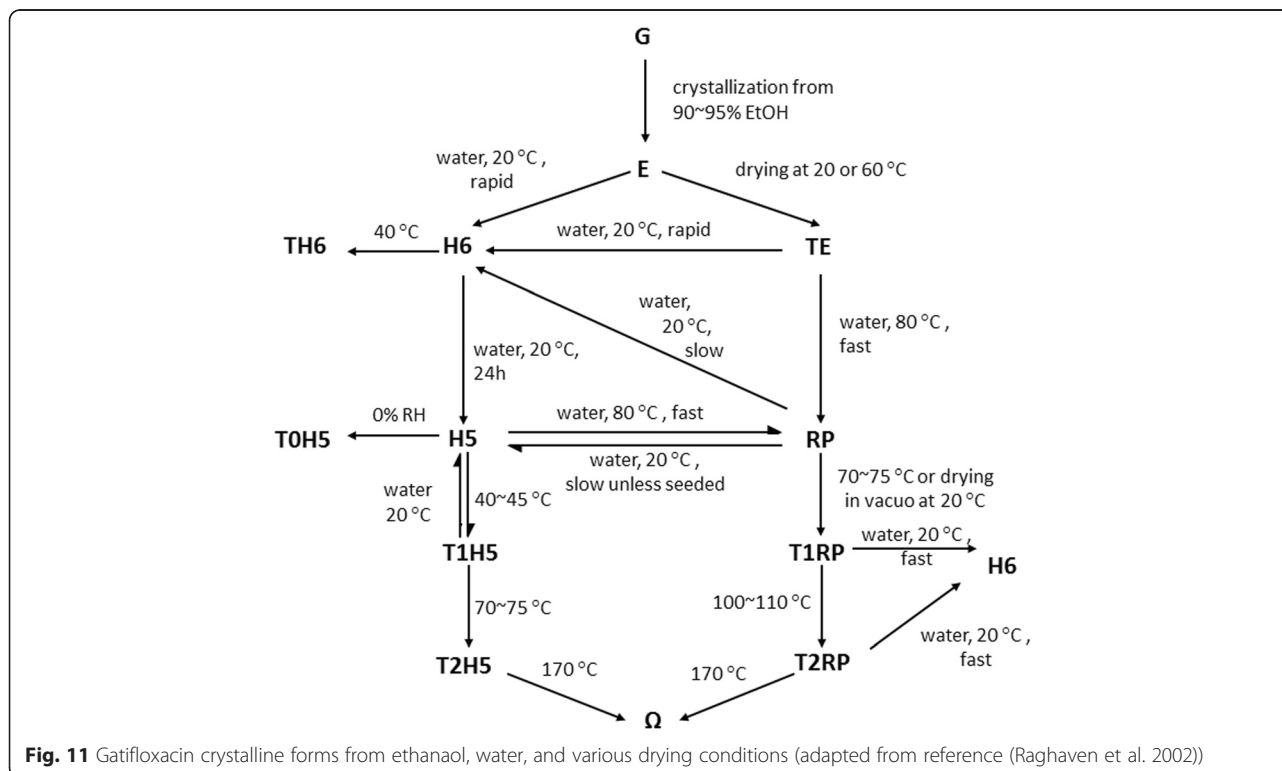 G
crystallization from
90~95% EtOH
water, 20 °C ,
rapid
E
drying at 20 or 60 °C
TH6
40 °C
H6
water, 20 °C, rapid
TE
water,
20 °C,
slow
water, 80 °C ,
fast
water, 20 °C,
24h
T0H5
0% RH
H5
water, 80 °C , fast
RP
water, 20 °C ,
slow unless seeded
water
20 °C
40~45 °C
70~75 °C or drying
in vacuo at 20 °C
T1H5
T1RP
water, 20 °C ,
fast
H6
70~75 °C
100~110 °C
T2H5
170 °C
170 °C
T2RP
water, 20 °C ,
fast
Ω
Fig. 11 Gatifloxacin crystalline forms from ethanaol, water, and various drying conditions (adapted from reference (Raghaven et al. 2002))